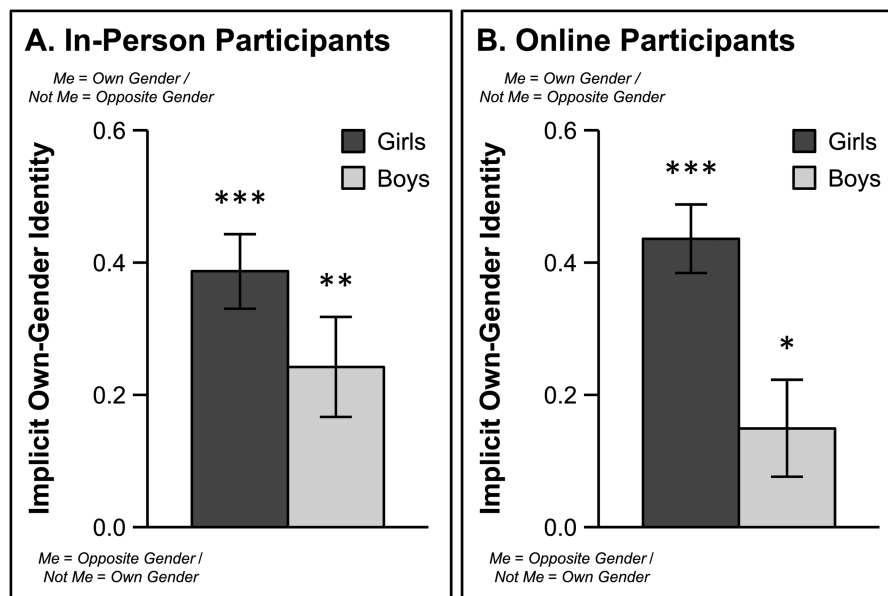 A. In-Person Participants
Me = Own Gender /
Not Me = Opposite Gender
Implicit Own-Gender Identity
0.6
0.4
0.2
0.0
Girls
Boys
***
**
Me = Opposite Gender /
Not Me = Own Gender
B. Online Participants
Me = Own Gender /
Not Me = Opposite Gender
Implicit Own-Gender Identity
0.6
0.4
0.2
0.0
Girls
Boys
***
*
Me = Opposite Gender /
Not Me = Own Gender